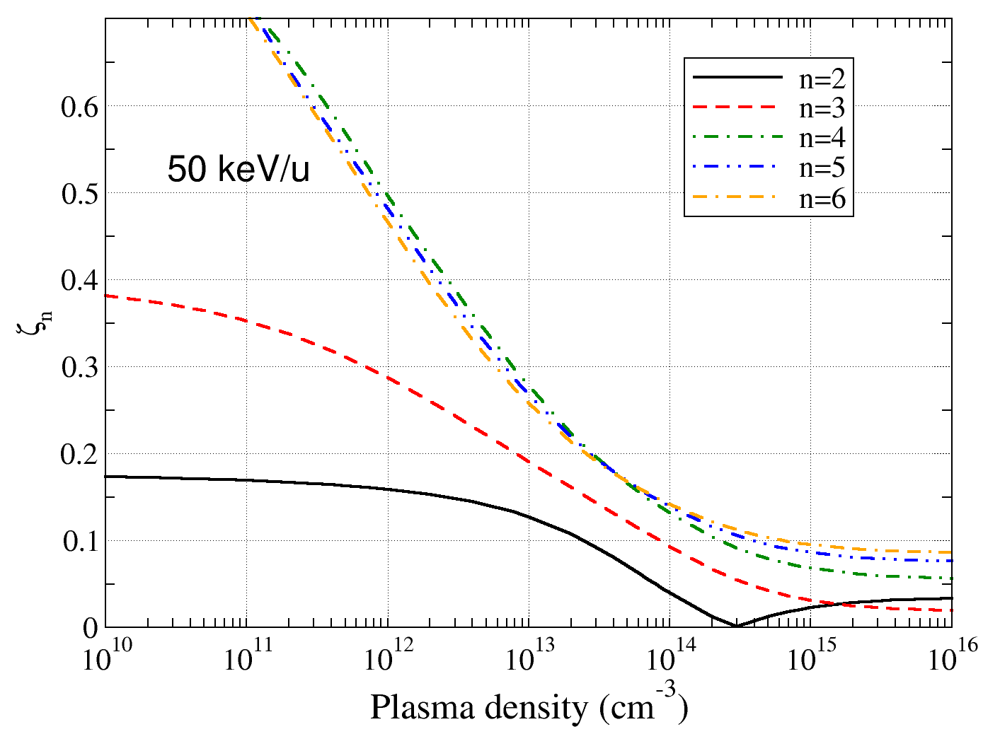 n=2
n=3
n=4
n=5
n=6
50 keV/u
0.6
0.5
0.4
0.3
0.2
0.1
0
ζn
10^10 10^11 10^12 10^13 10^14 10^15 10^16
Plasma density (cm^-3)